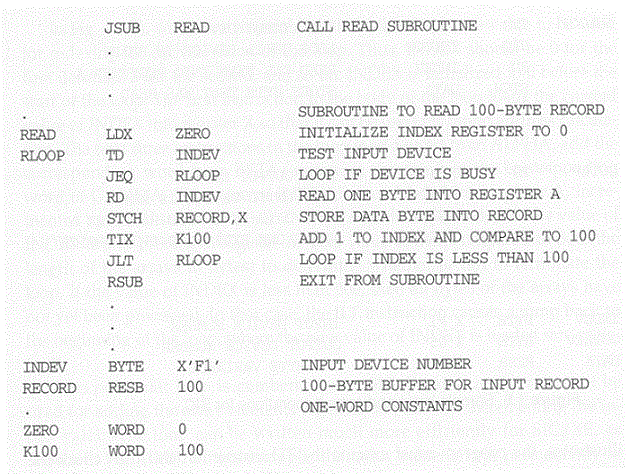 JSUB READ CALL READ SUBROUTINE
.
.
.
. SUBROUTINE TO READ 100-BYTE RECORD
READ LDX ZERO INITIALIZE INDEX REGISTER TO 0
RLOOP TD INDEV TEST INPUT DEVICE
JEQ RLOOP LOOP IF DEVICE IS BUSY
RD INDEV READ ONE BYTE INTO REGISTER A
STCH RECORD,X STORE DATA BYTE INTO RECORD
TIX K100 ADD 1 TO INDEX AND COMPARE TO 100
JLT RLOOP LOOP IF INDEX IS LESS THAN 100
RSUB EXIT FROM SUBROUTINE
.
.
.
INDEV BYTE X'F1' INPUT DEVICE NUMBER
RECORD RESB 100 100-BYTE BUFFER FOR INPUT RECORD
. ONE-WORD CONSTANTS
ZERO WORD 0
K100 WORD 100